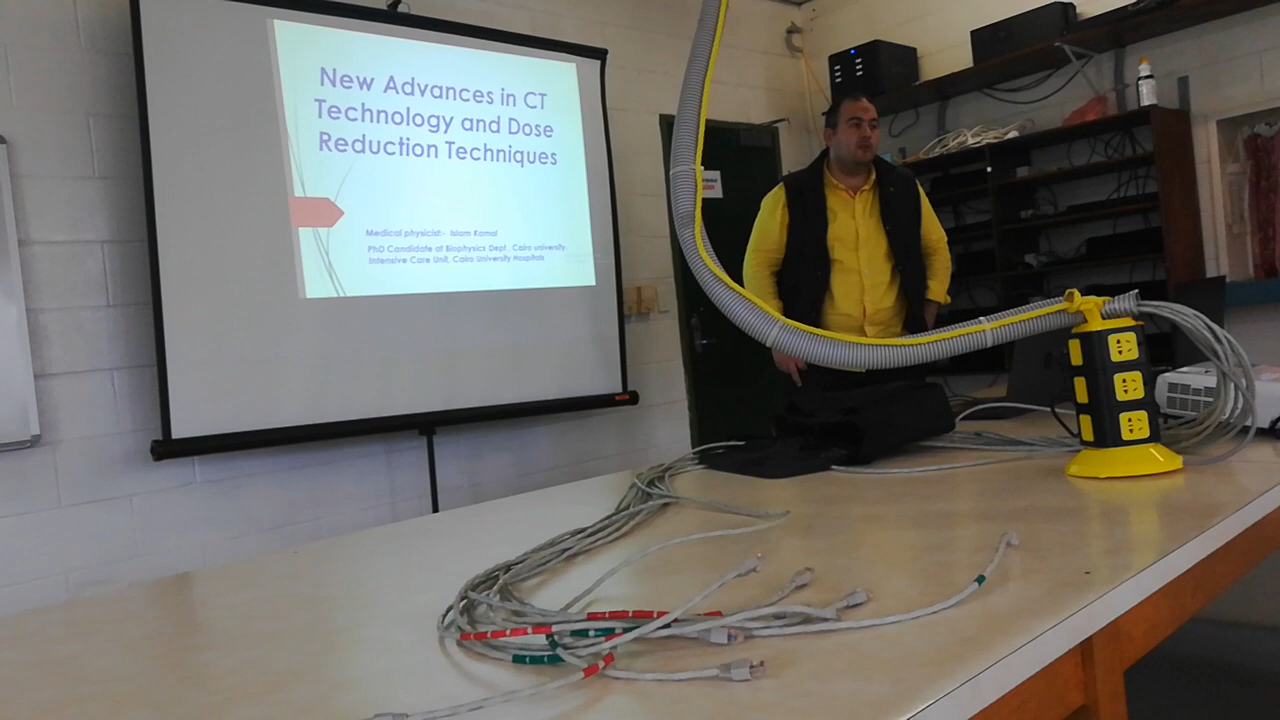 New Advances in CT
Technology and Dose
Reduction Techniques
Medical physicist:- Islam Kamal
PhD Candidate at Biophysics Dept. Cairo university.
Intensive Care Unit, Cairo University Hospitals